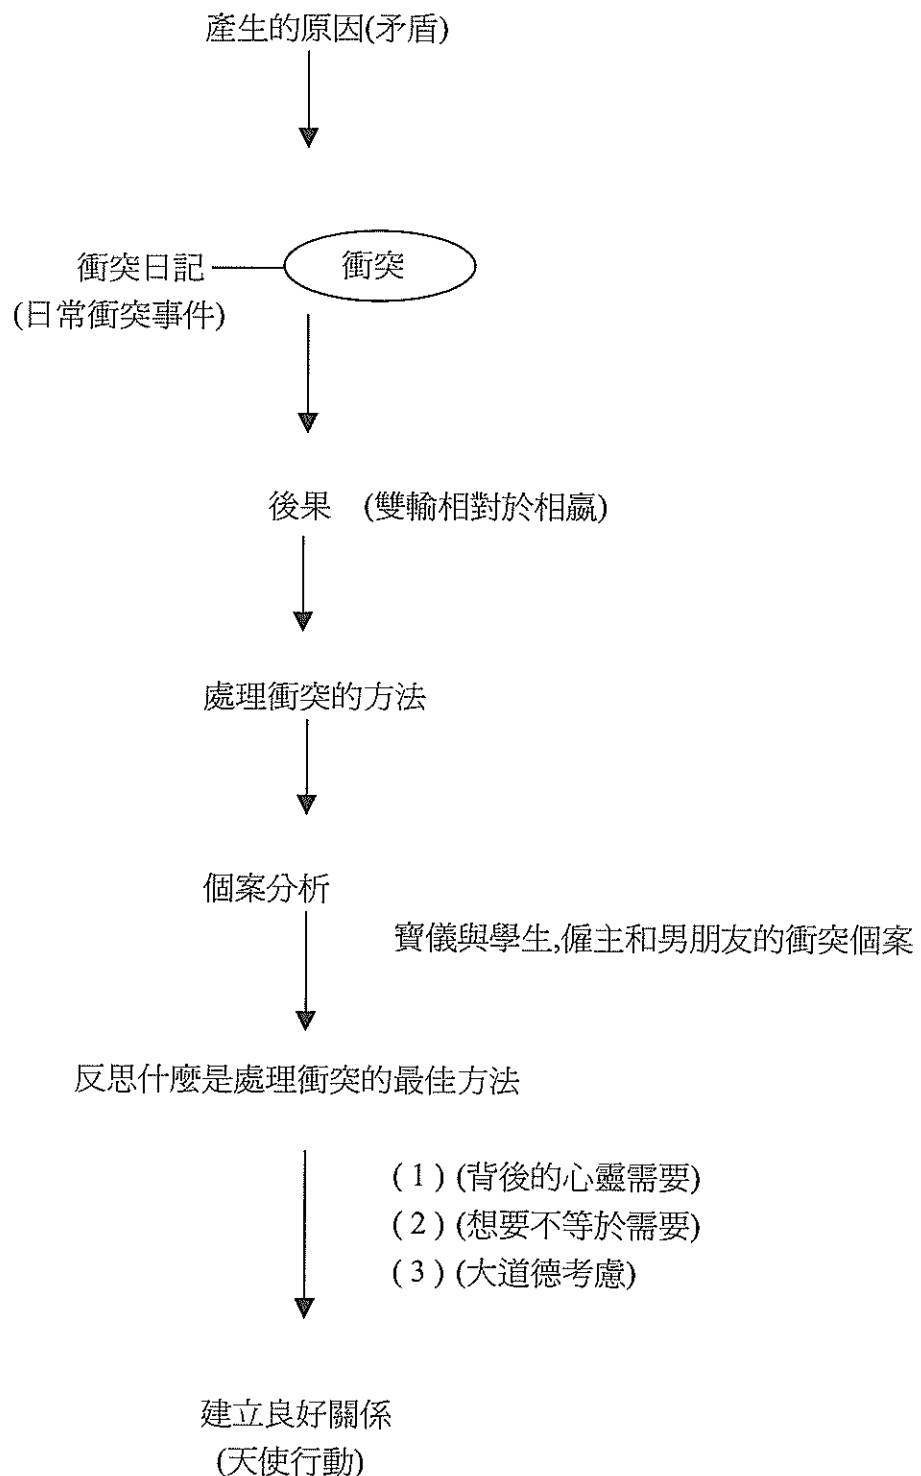 產生的原因(矛盾)
衝突日記
衝突
(日常衝突事件)
後果　(雙輸相對於相贏)
處理衝突的方法
個案分析
寶儀與學生,僱主和男朋友的衝突個案
反思什麼是處理衝突的最佳方法
(1)(背後的心靈需要)
(2)(想要不等於需要)
(3)(大道德考慮)
建立良好關係
(天使行動)